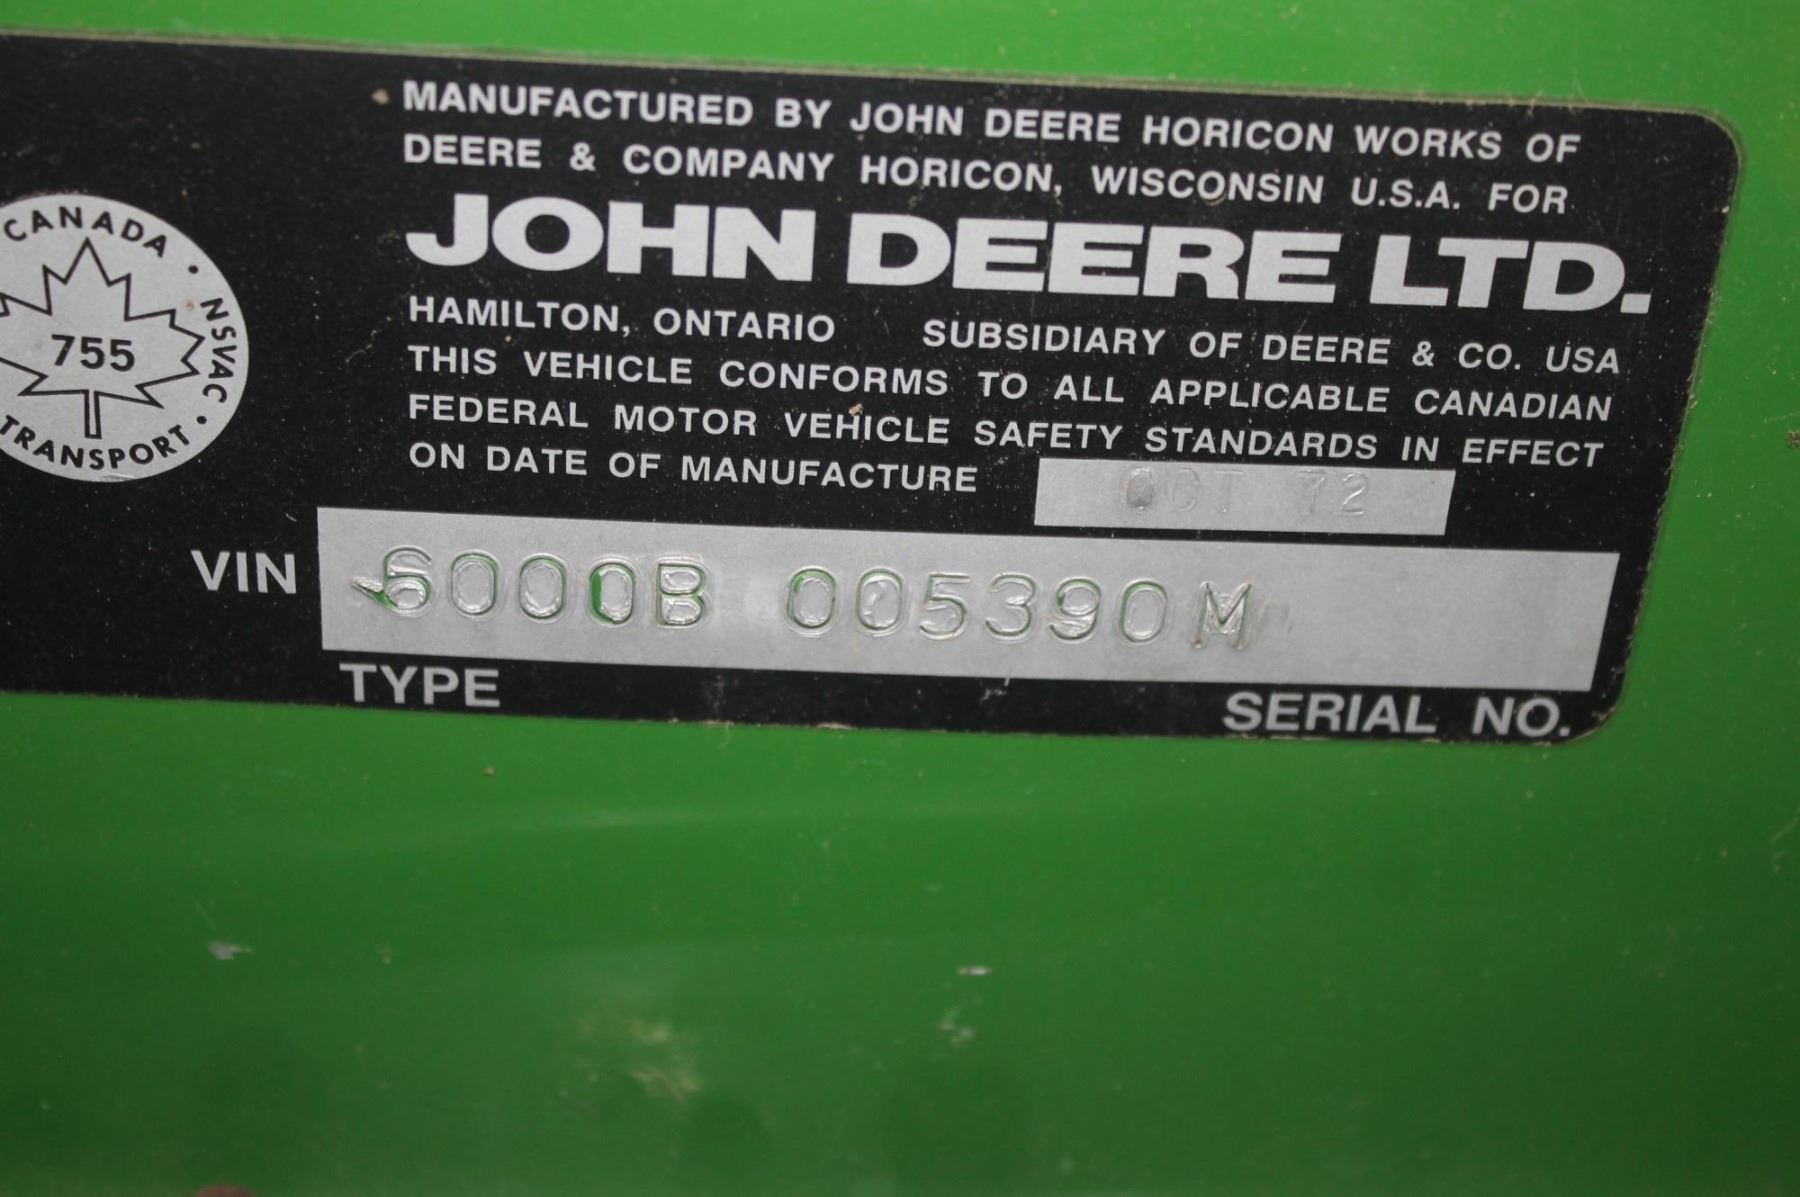 MANUFACTURED BY JOHN DEERE HORICON WORKS OF
DEERE & COMPANY HORICON, WISCONSIN U.S.A. FOR
JOHN DEERE LTD.
HAMILTON, ONTARIO SUBSIDIARY OF DEERE & CO. USA
THIS VEHICLE CONFORMS TO ALL APPLICABLE CANADIAN
FEDERAL MOTOR VEHICLE SAFETY STANDARDS IN EFFECT
ON DATE OF MANUFACTURE OCT 72
CANADA · NSVAC · TRANSPORT
755
VIN 6000B 005390M
TYPE SERIAL NO.